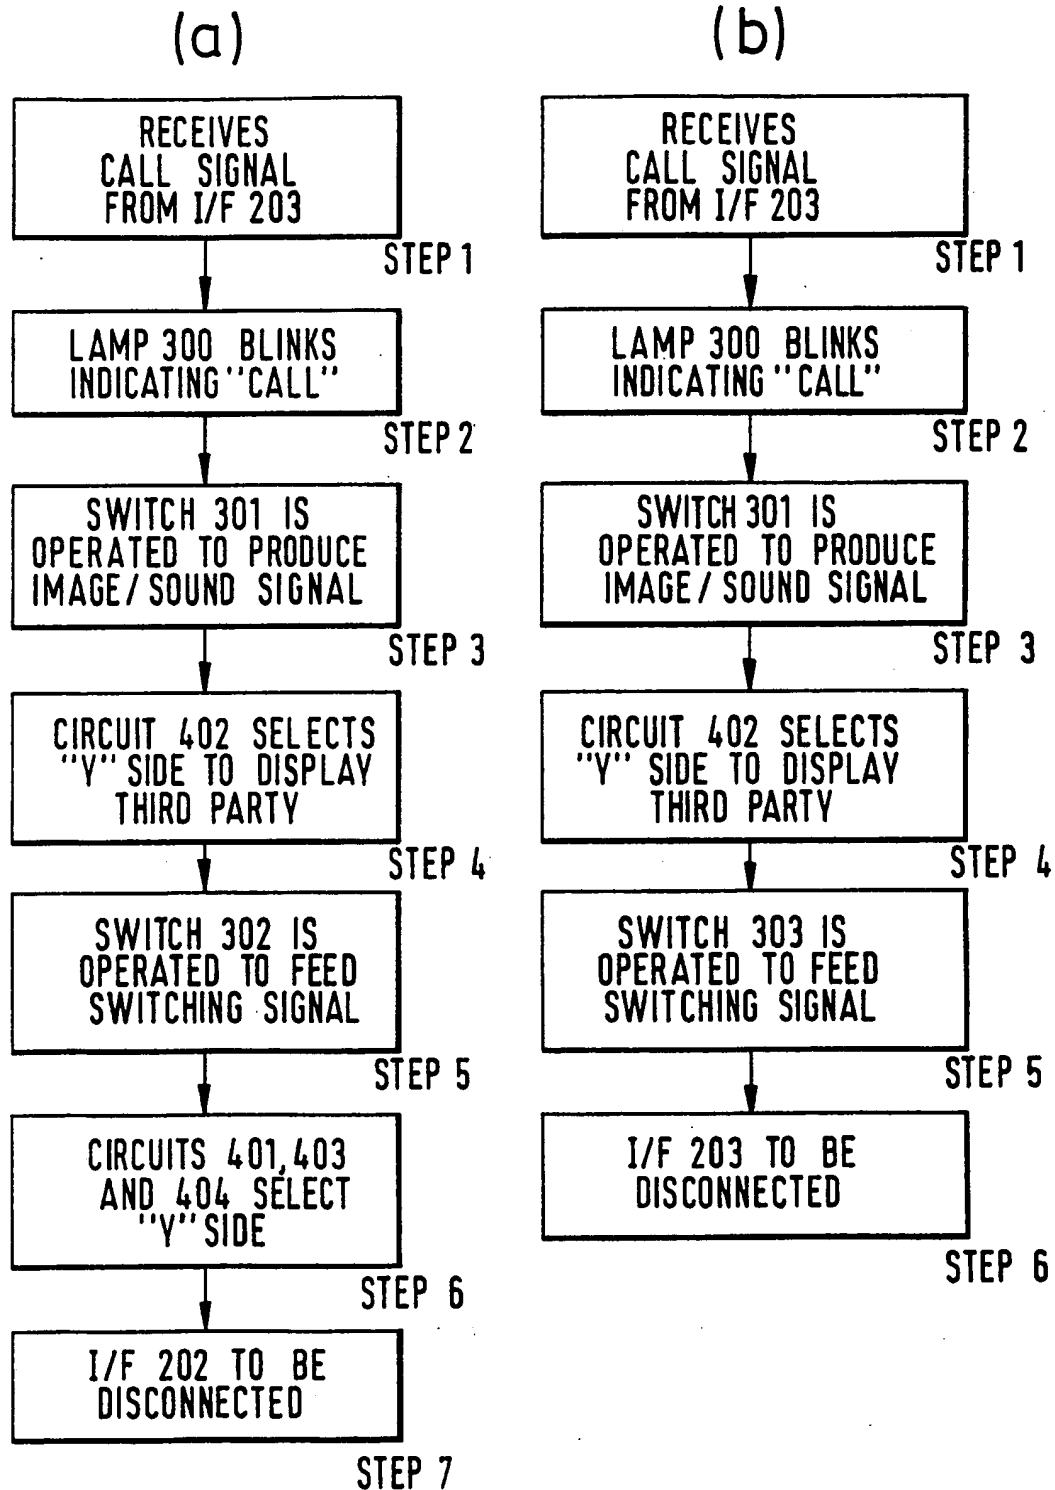 (a)
RECEIVES
CALL SIGNAL
FROM I/F 203
STEP 1
LAMP 300 BLINKS
INDICATING "CALL"
STEP 2
SWITCH 301 IS
OPERATED TO PRODUCE
IMAGE/SOUND SIGNAL
STEP 3
CIRCUIT 402 SELECTS
"Y" SIDE TO DISPLAY
THIRD PARTY
STEP 4
SWITCH 302 IS
OPERATED TO FEED
SWITCHING SIGNAL
STEP 5
CIRCUITS 401,403
AND 404 SELECT
"Y" SIDE
STEP 6
I/F 202 TO BE
DISCONNECTED
STEP 7
(b)
RECEIVES
CALL SIGNAL
FROM I/F 203
STEP 1
LAMP 300 BLINKS
INDICATING "CALL"
STEP 2
SWITCH 301 IS
OPERATED TO PRODUCE
IMAGE/SOUND SIGNAL
STEP 3
CIRCUIT 402 SELECTS
"Y" SIDE TO DISPLAY
THIRD PARTY
STEP 4
SWITCH 303 IS
OPERATED TO FEED
SWITCHING SIGNAL
STEP 5
I/F 203 TO BE
DISCONNECTED
STEP 6